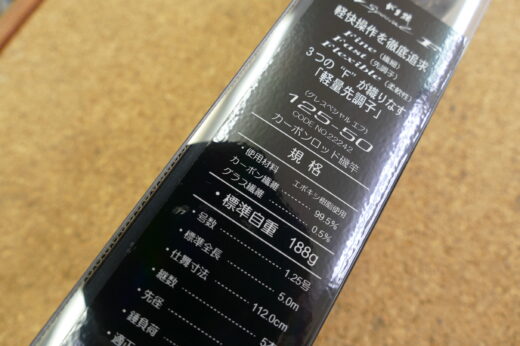 がま磯
Special F
軽快操作を徹底追求
Fine (繊細)
Fast (先調子)
Flexible (柔軟性)
3つの“F”が織りなす
「軽量先調子」
(グレスペシャル エフ)
125-50
CODE NO.22242
カーボンロッド磯竿
規格
・使用材料 エポキシ樹脂使用
カーボン繊維 99.5%
グラス繊維 0.5%
・標準自重 188g
・号数 1.25号
・標準全長 5.0m
・仕舞寸法 112.0cm
・継数
・先径
・錘負荷